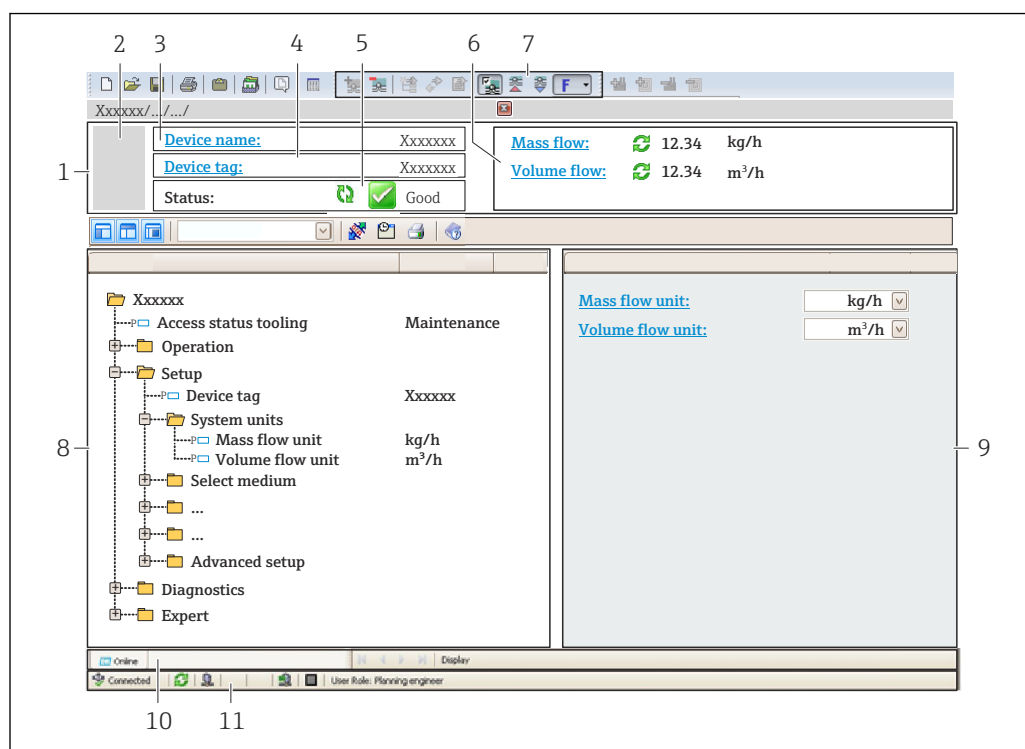 2 3 4 5 6 7
F
Xxxxxx/.../.../
1
Device name: Xxxxxxx
Device tag: Xxxxxxx
Status: Good
Mass flow: 12.34 kg/h
Volume flow: 12.34 m³/h
Xxxxxx
P Access status tooling Maintenance
Operation
Setup
P Device tag Xxxxxx
System units
P Mass flow unit kg/h
P Volume flow unit m³/h
Select medium
...
...
Advanced setup
Diagnostics
Expert
8
Mass flow unit: kg/h
Volume flow unit: m³/h
9
Online Display
Connected User Role: Planning engineer
10 11